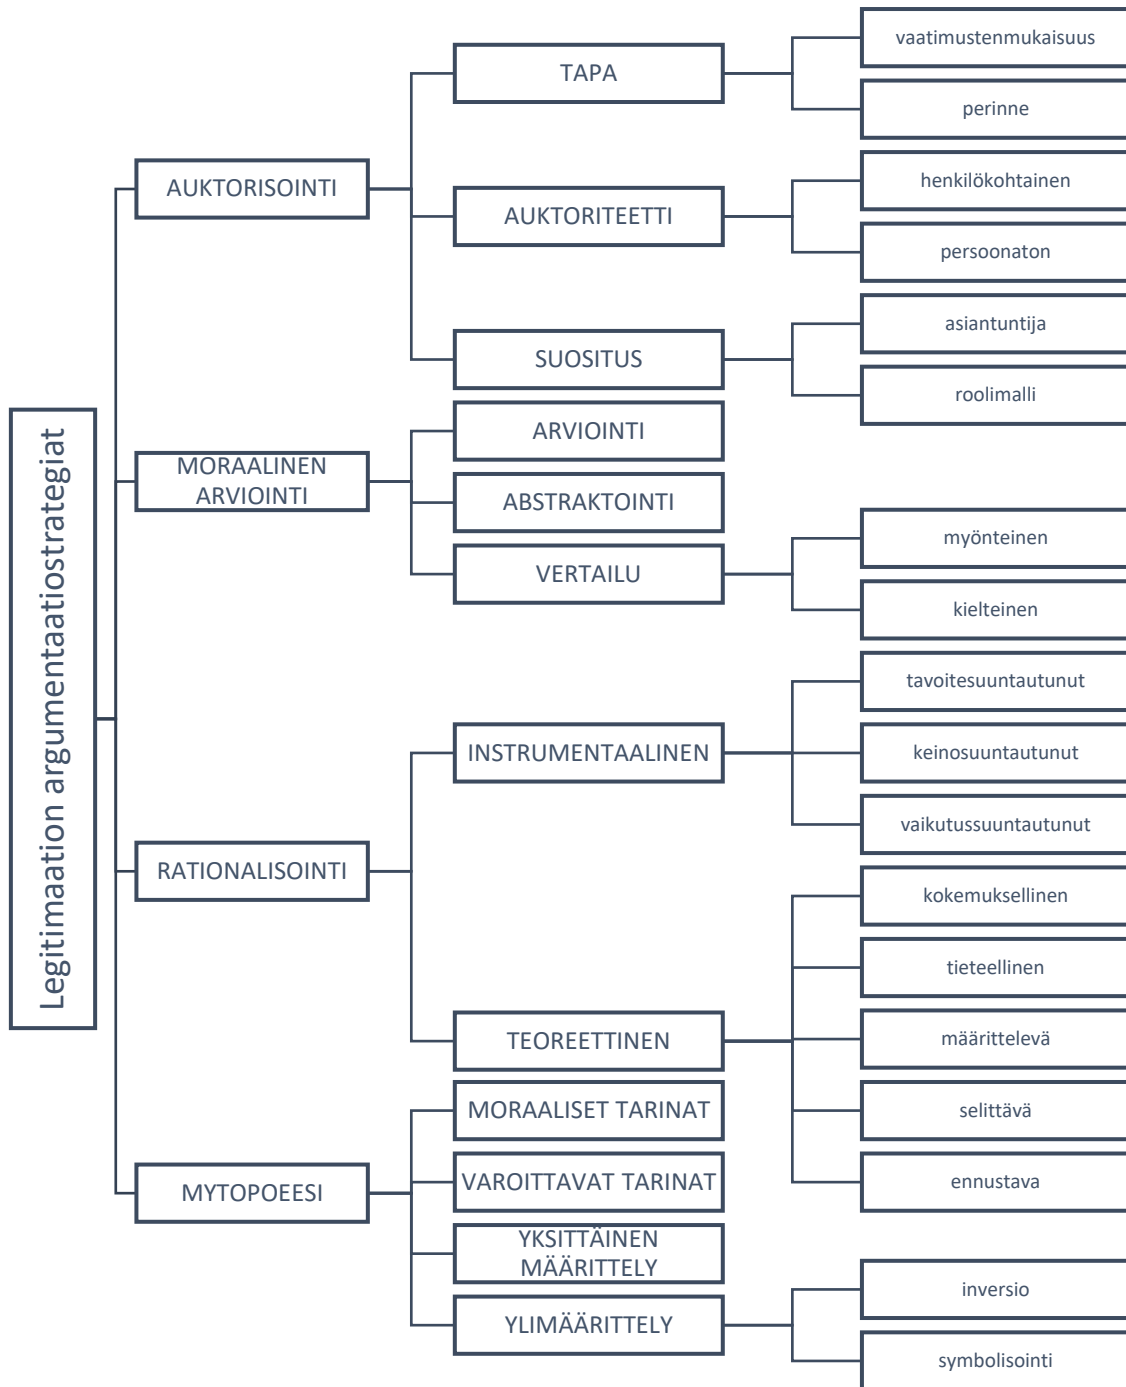 Legitimaation argumentaatiostrategiat
AUKTORISOINTI
TAPA
vaatimustenmukaisuus
perinne
AUKTORITEETTI
henkilökohtainen
persoonaton
SUOSITUS
asiantuntija
roolimalli
MORAALINEN
ARVIOINTI
ARVIOINTI
ABSTRAKTOINTI
VERTAILU
myönteinen
kielteinen
RATIONALISOINTI
INSTRUMENTAALINEN
tavoitesuuntautunut
keinosuuntautunut
vaikutussuuntautunut
TEOREETTINEN
kokemuksellinen
tieteellinen
määrittelevä
selittävä
ennustava
MYTOPOEESI
MORAALISET TARINAT
VAROITTAVAT TARINAT
YKSITTÄINEN
MÄÄRITTELY
YLIMÄÄRITTELY
inversio
symbolisointi